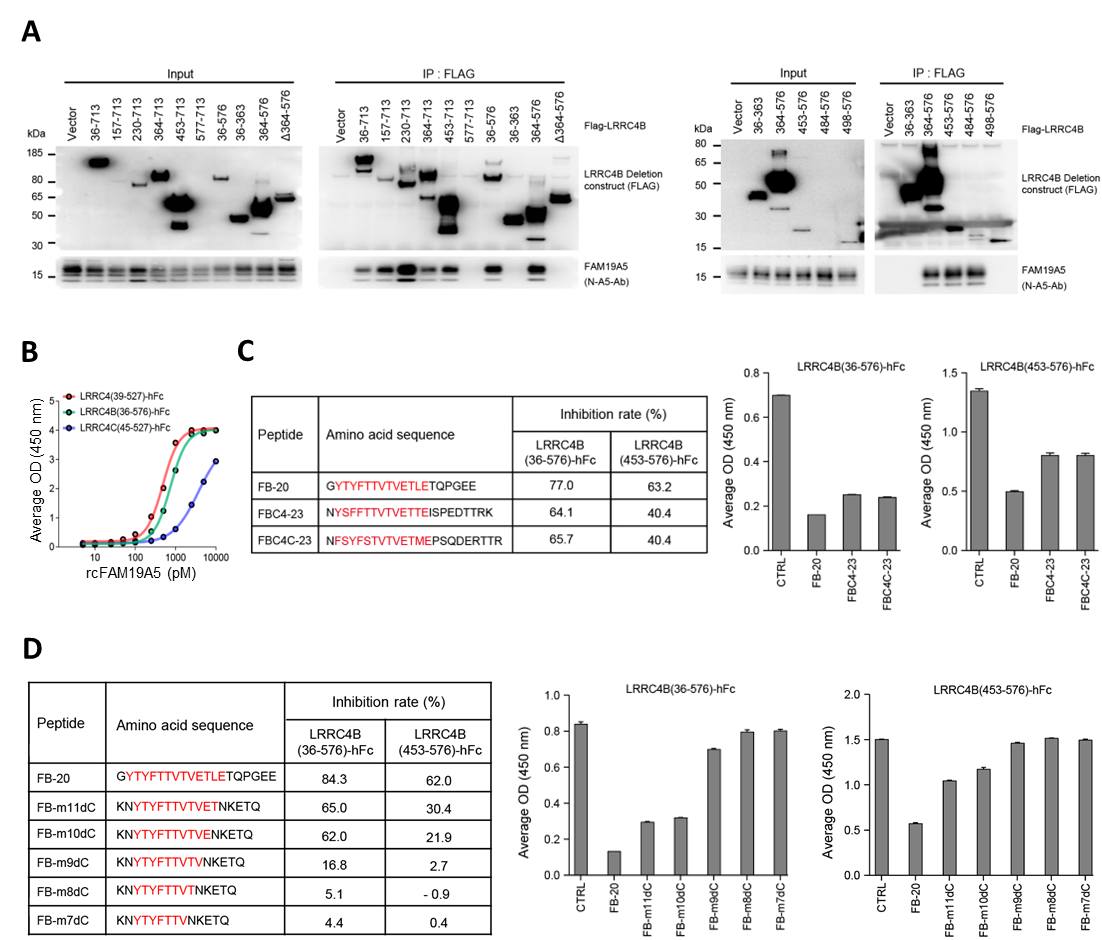 A
Input
IP : FLAG
Vector
36-713
157-713
230-713
364-713
453-713
577-713
36-576
36-363
364-576
Δ364-576
Vector
36-713
157-713
230-713
364-713
453-713
577-713
36-576
36-363
364-576
Δ364-576
Flag-LRRC4B
kDa
185
80
65
50
30
15
LRRC4B Deletion
construct (FLAG)
FAM19A5
(N-A5-Ab)
Input
IP : FLAG
Vector
36-363
364-576
453-576
484-576
498-576
Vector
36-363
364-576
453-576
484-576
498-576
Flag-LRRC4B
kDa
80
65
50
30
15
15
LRRC4B Deletion
construct (FLAG)
FAM19A5
(N-A5-Ab)
B
LRRC4(39-527)-hFc
LRRC4B(36-576)-hFc
LRRC4C(45-527)-hFc
Average OD (450 nm)
5
4
3
2
1
0
10 100 1000 10000
rcFAM19A5 (pM)
C
Peptide Amino acid sequence Inhibition rate (%)
LRRC4B (36-576)-hFc
LRRC4B (453-576)-hFc
FB-20 GYTYFTTVTVETLETQPGEE 77.0 63.2
FBC4-23 NYSFFTTVTVETTEISPEDTTRK 64.1 40.4
FBC4C-23 NFSYFSTVTVETMEPSQDERTTR 65.7 40.4
LRRC4B(36-576)-hFc
Average OD (450 nm)
0.8
0.6
0.4
0.2
0.0
CTRL
FB-20
FBC4-23
FBC4C-23
LRRC4B(453-576)-hFc
Average OD (450 nm)
1.5
1.0
0.5
0.0
CTRL
FB-20
FBC4-23
FBC4C-23
D
Peptide Amino acid sequence Inhibition rate (%)
LRRC4B (36-576)-hFc
LRRC4B (453-576)-hFc
FB-20 GYTYFTTVTVETLETQPGEE 84.3 62.0
FB-m11dC KNYTYFTTVTVETNKETQ 65.0 30.4
FB-m10dC KNYTYFTTVTVENKETQ 62.0 21.9
FB-m9dC KNYTYFTTVTVNKETQ 16.8 2.7
FB-m8dC KNYTYFTTVTNKETQ 5.1 - 0.9
FB-m7dC KNYTYFTTVNKETQ 4.4 0.4
LRRC4B(36-576)-hFc
Average OD (450 nm)
1.0
0.8
0.6
0.4
0.2
0.0
CTRL
FB-20
FB-m11dC
FB-m10dC
FB-m9dC
FB-m8dC
FB-m7dC
LRRC4B(453-576)-hFc
Average OD (450 nm)
2.0
1.5
1.0
0.5
0.0
CTRL
FB-20
FB-m11dC
FB-m10dC
FB-m9dC
FB-m8dC
FB-m7dC